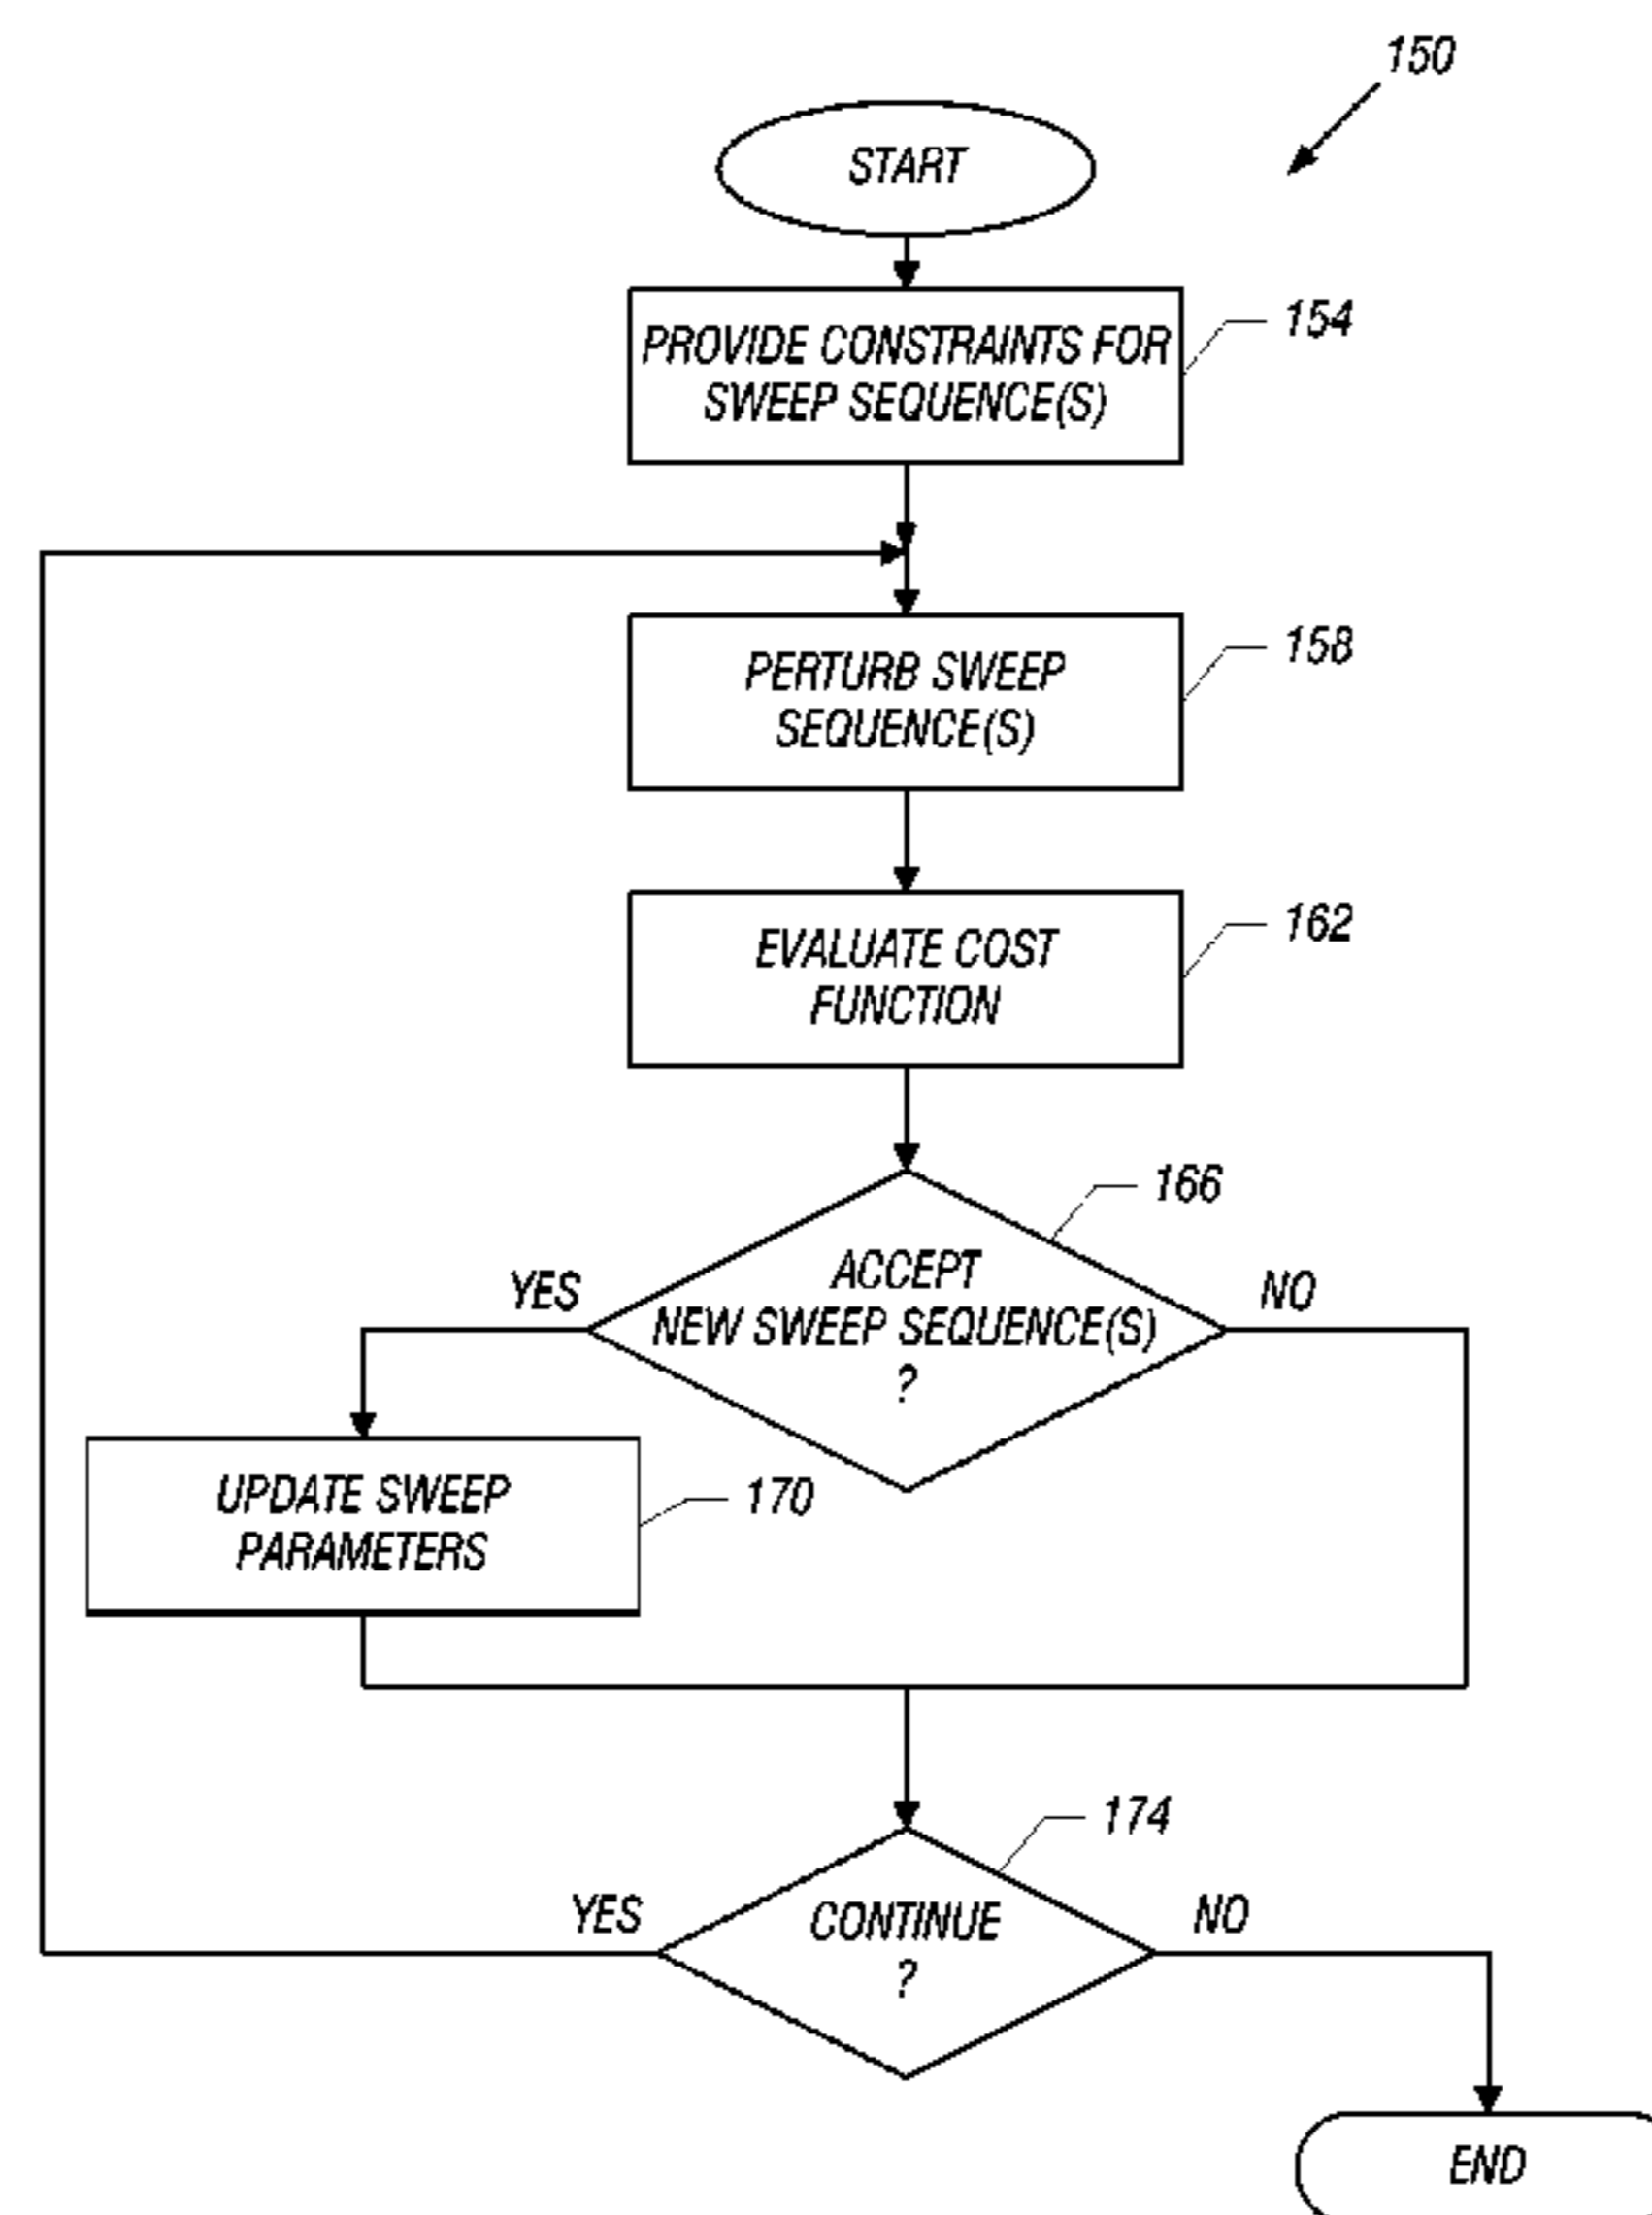 150
START
PROVIDE CONSTRAINTS FOR
SWEEP SEQUENCE(S)
154
PERTURB SWEEP
SEQUENCE(S)
158
EVALUATE COST
FUNCTION
162
166
YES
ACCEPT
NEW SWEEP SEQUENCE(S)
?
NO
UPDATE SWEEP
PARAMETERS
170
174
YES
CONTINUE
?
NO
END